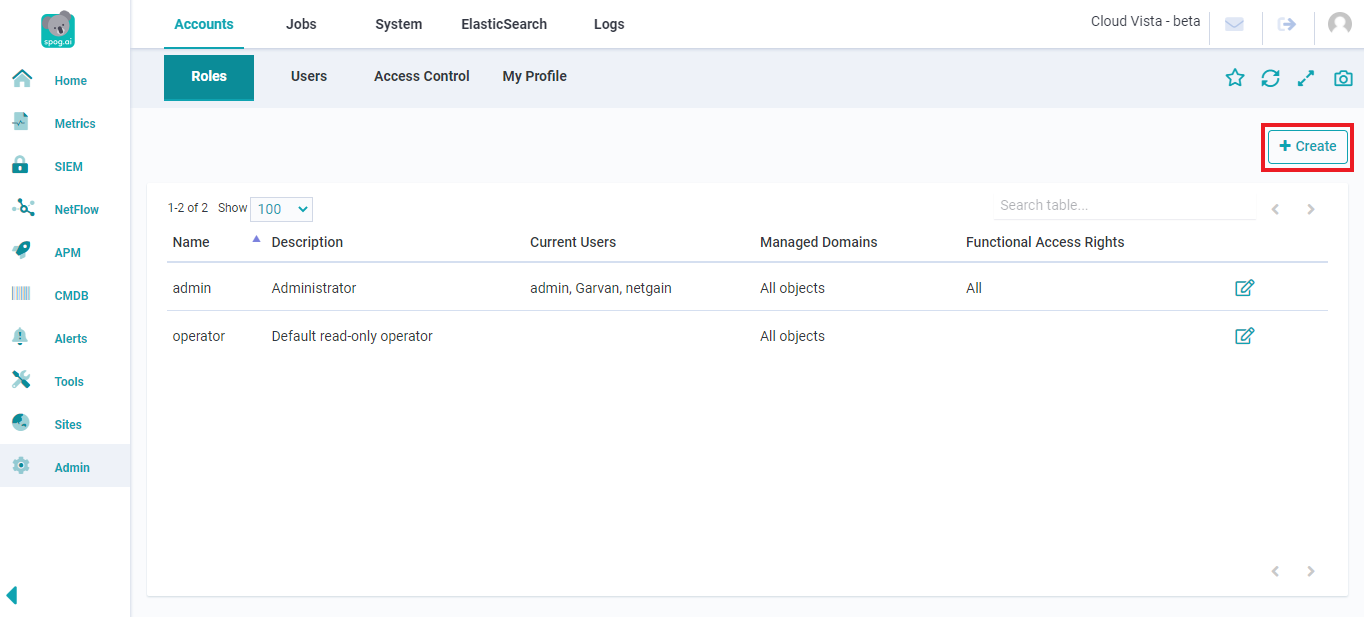 spog.ai
Home
Metrics
SIEM
NetFlow
APM
CMDB
Alerts
Tools
Sites
Admin
Accounts Jobs System ElasticSearch Logs
Cloud Vista - beta
Roles Users Access Control My Profile
+ Create
1-2 of 2 Show 100
Search table...
Name Description Current Users Managed Domains Functional Access Rights
admin Administrator admin, Garvan, netgain All objects All
operator Default read-only operator All objects